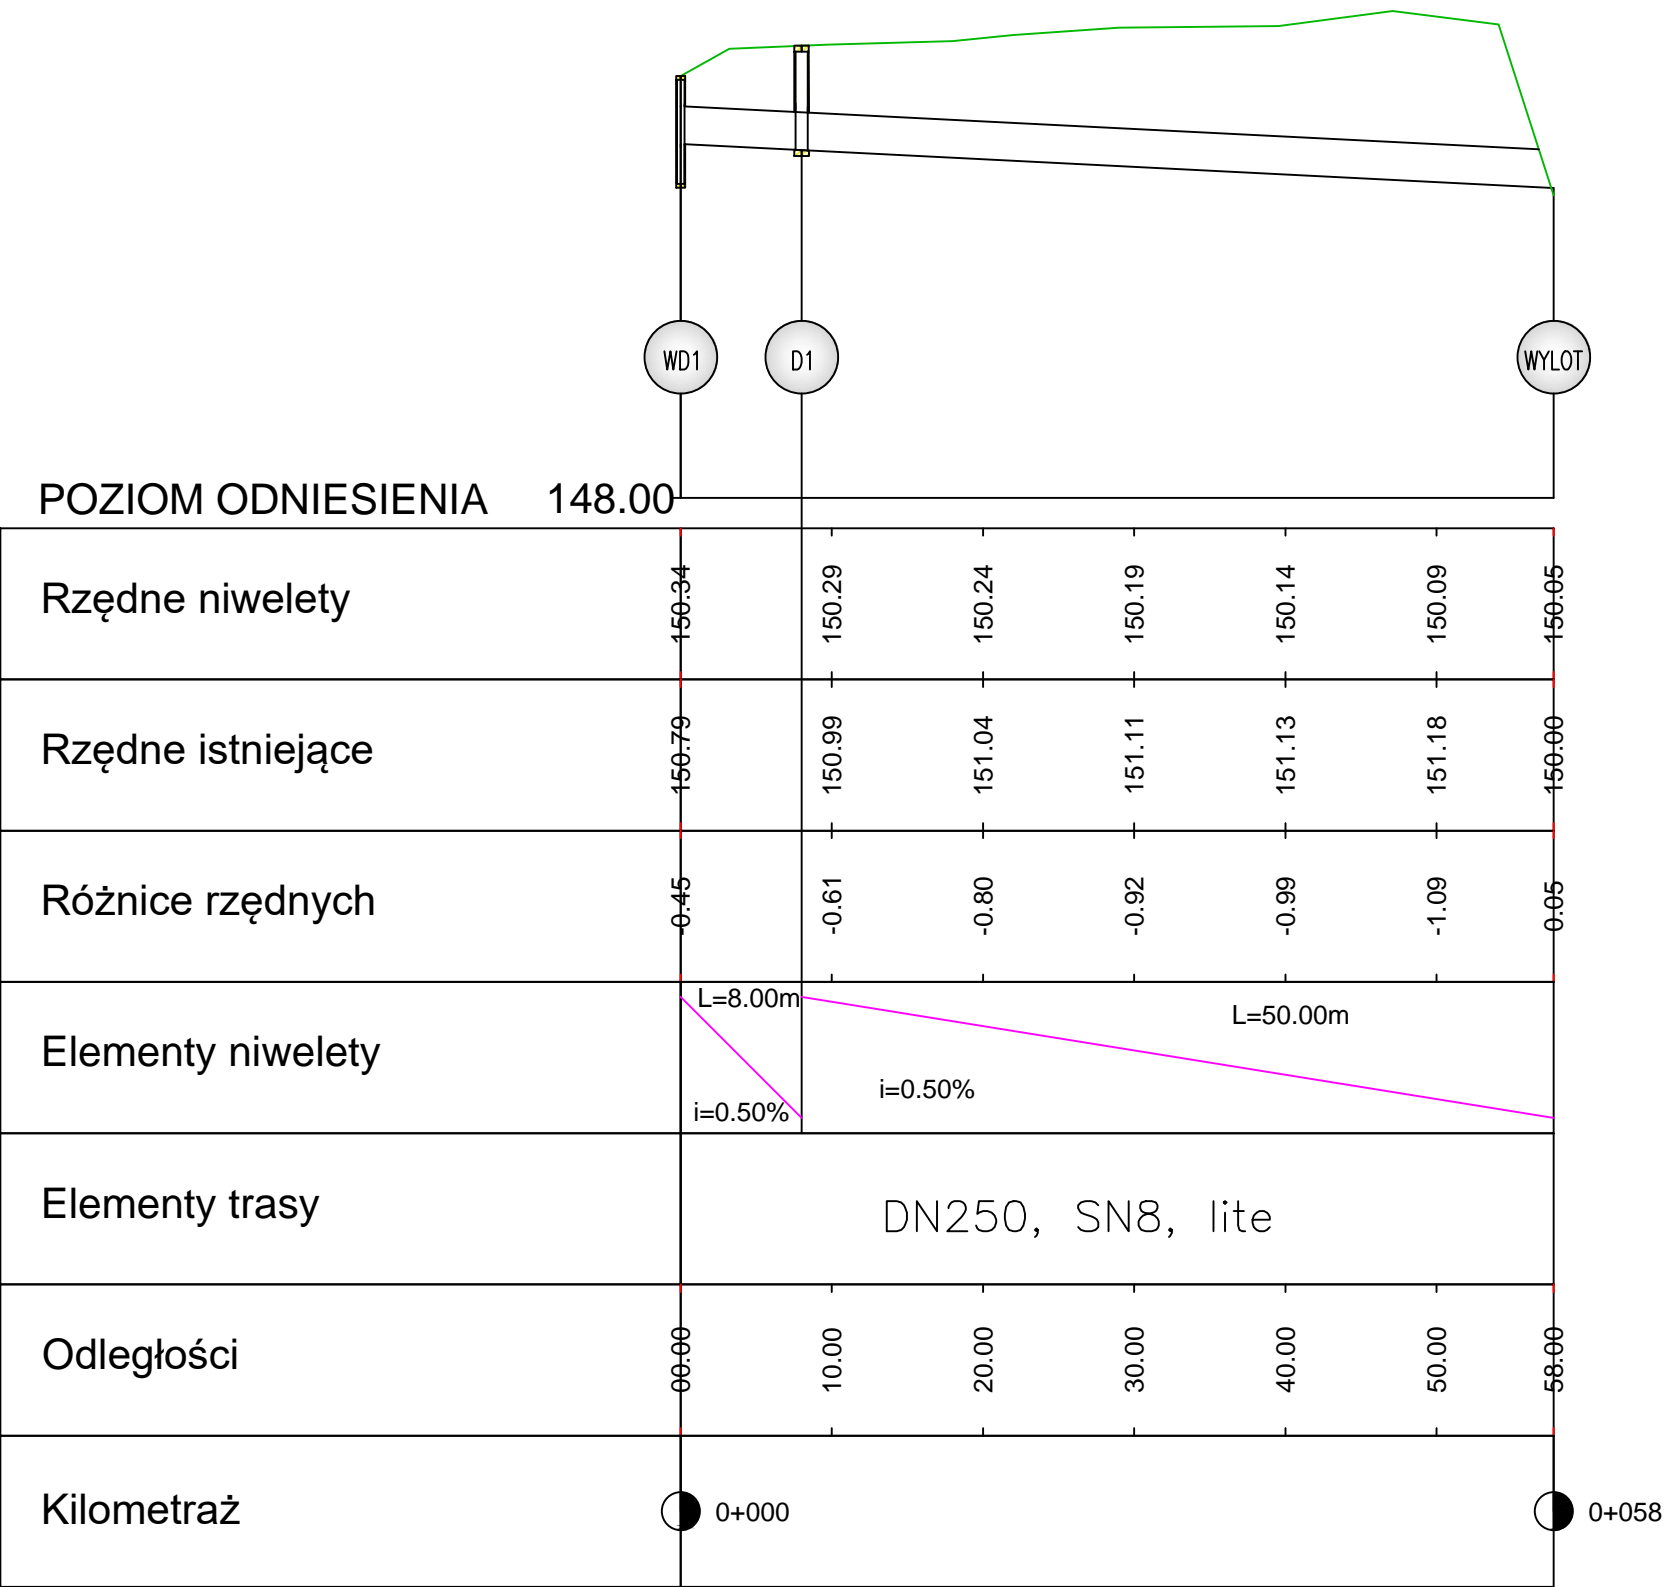 WD1 D1 WYLOT
POZIOM ODNIESIENIA 148.00
Rzędne niwelety 150.34 150.29 150.24 150.19 150.14 150.09 150.05
Rzędne istniejące 150.79 150.99 151.04 151.11 151.13 151.18 150.00
Różnice rzędnych -0.45 -0.61 -0.80 -0.92 -0.99 -1.09 0.05
L=8.00m L=50.00m
Elementy niwelety
i=0.50% i=0.50%
Elementy trasy DN250, SN8, lite
Odległości 00.00 10.00 20.00 30.00 40.00 50.00 58.00
Kilometraż 0+000 0+058